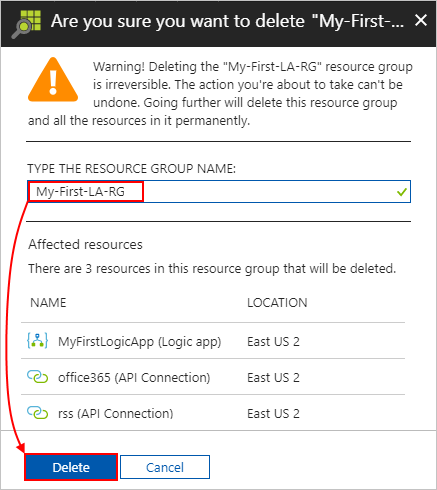 Are you sure you want to delete "My-First-...
Warning! Deleting the "My-First-LA-RG" resource group
is irreversible. The action you're about to take can't be
undone. Going further will delete this resource group
and all the resources in it permanently.
TYPE THE RESOURCE GROUP NAME:
My-First-LA-RG
Affected resources
There are 3 resources in this resource group that will be deleted.
NAME LOCATION
MyFirstLogicApp (Logic app) East US 2
office365 (API Connection) East US 2
rss (API Connection) East US 2
Delete Cancel